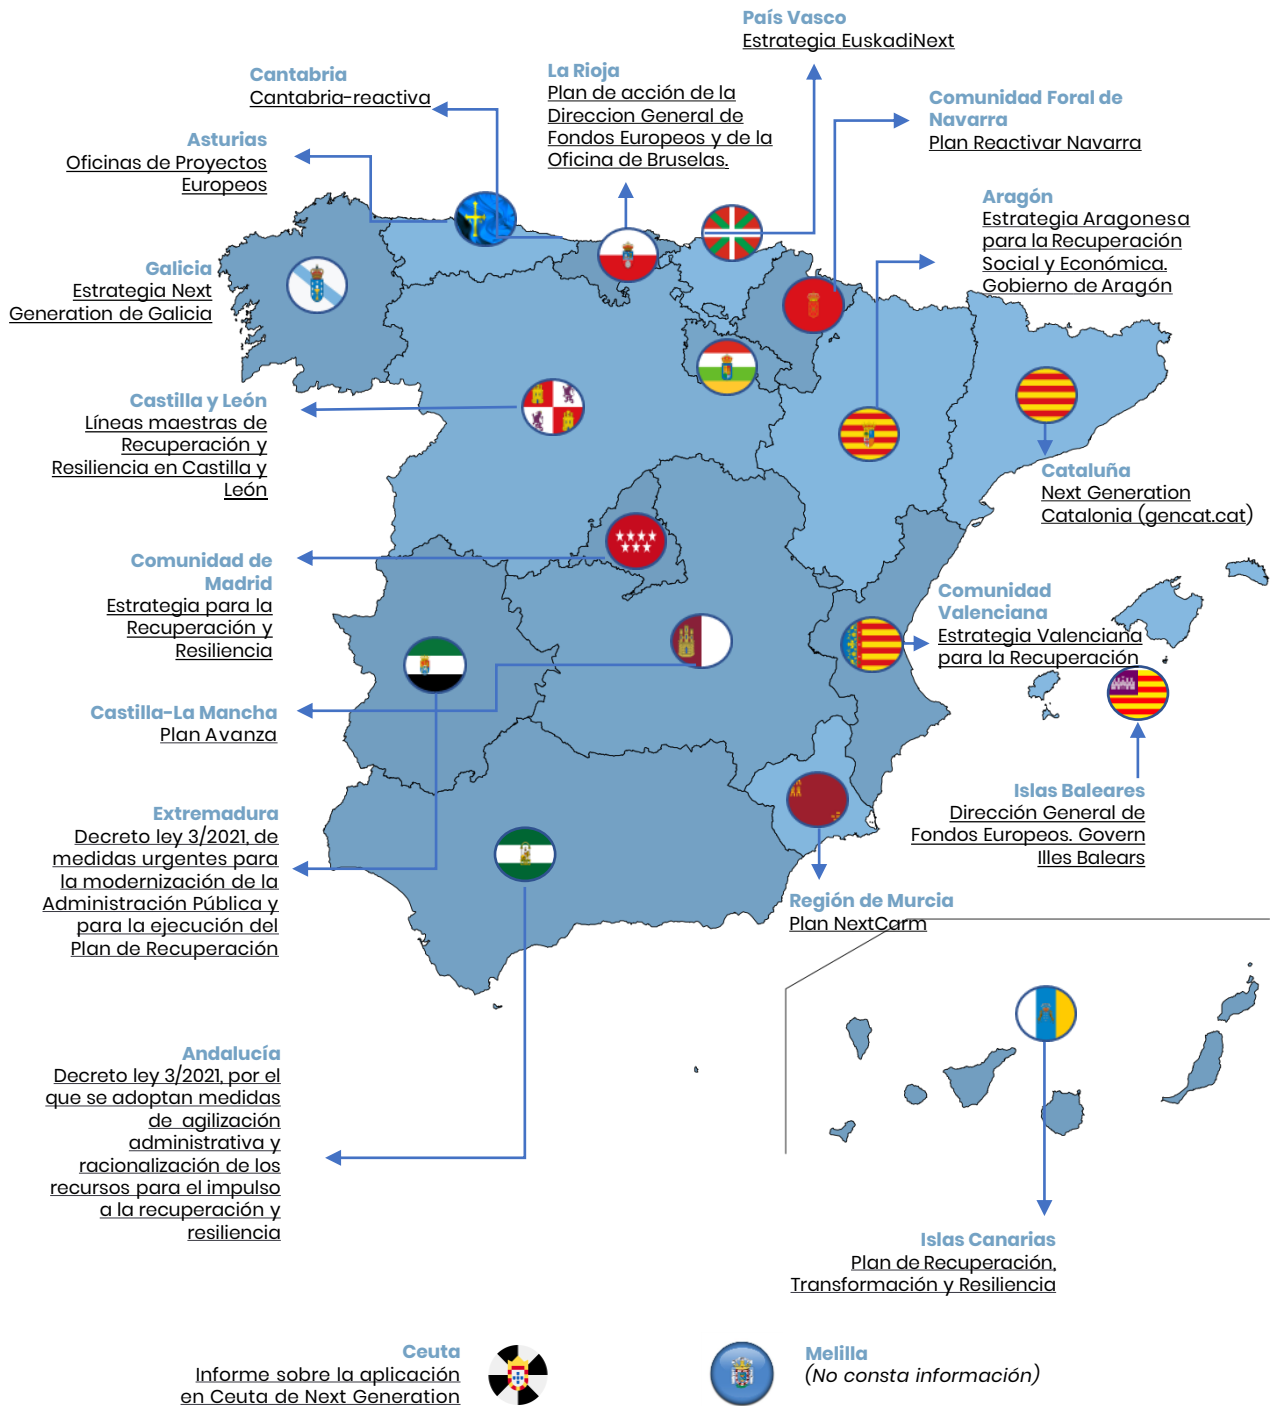 País Vasco
Estrategia EuskadiNext
Cantabria
Cantabria-reactiva
La Rioja
Plan de acción de la
Direccion General de
Fondos Europeos y de la
Oficina de Bruselas.
Comunidad Foral de
Navarra
Plan Reactivar Navarra
Asturias
Oficinas de Proyectos
Europeos
Aragón
Estrategia Aragonesa
para la Recuperación
Social y Económica.
Gobierno de Aragón
Galicia
Estrategia Next
Generation de Galicia
Castilla y León
Líneas maestras de
Recuperación y
Resiliencia en Castilla y
León
Cataluña
Next Generation
Catalonia (gencat.cat)
Comunidad de
Madrid
Estrategia para la
Recuperación y
Resiliencia
Comunidad
Valenciana
Estrategia Valenciana
para la Recuperación
Castilla-La Mancha
Plan Avanza
Islas Baleares
Dirección General de
Fondos Europeos. Govern
Illes Balears
Extremadura
Decreto ley 3/2021, de
medidas urgentes para
la modernización de la
Administración Pública y
para la ejecución del
Plan de Recuperación
Región de Murcia
Plan NextCarm
Andalucía
Decreto ley 3/2021, por el
que se adoptan medidas
de agilización
administrativa y
racionalización de los
recursos para el impulso
a la recuperación y
resiliencia
Islas Canarias
Plan de Recuperación,
Transformación y Resiliencia
Ceuta
Informe sobre la aplicación
en Ceuta de Next Generation
Melilla
(No consta información)